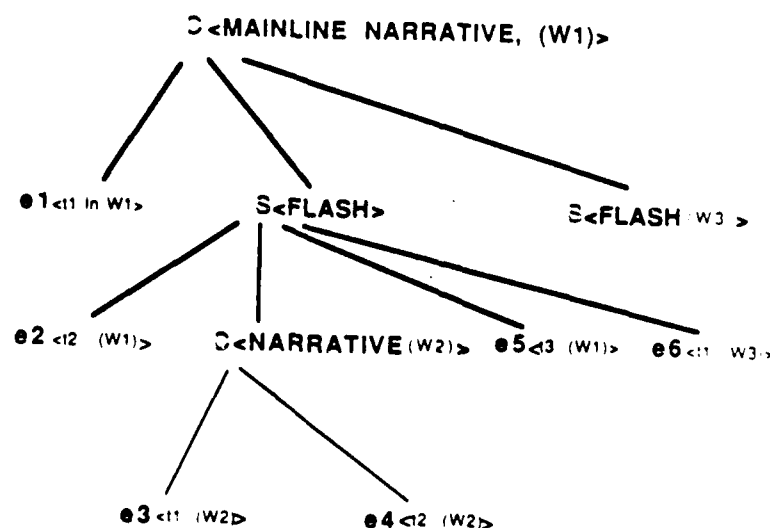 C<MAINLINE NARRATIVE, (W1)>
e1<t1 in W1> S<FLASH> S<FLASH W3 >
e2<t2 (W1)> C<NARRATIVE(W2)> e5<t3 (W1)> e6<t1 W3>
e3<t1 (W2)> e4<t2 (W2)>